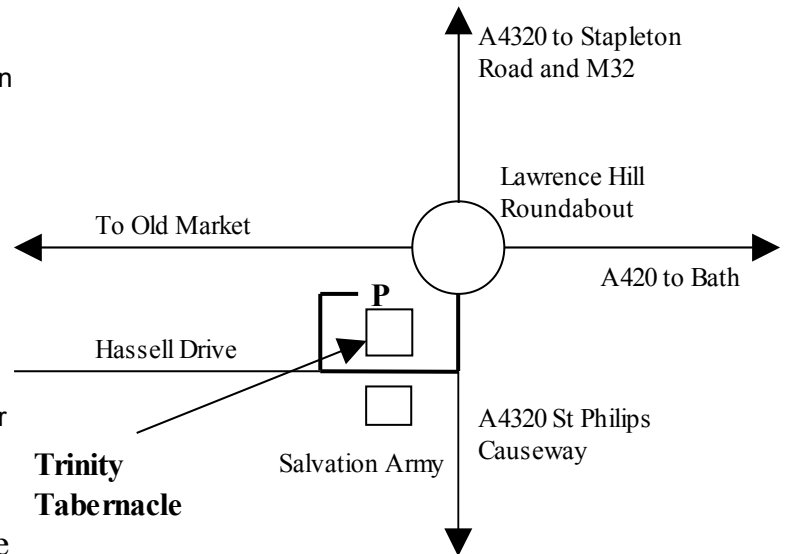 A4320 to Stapleton
Road and M32
n
Lawrence Hill
Roundabout
To Old Market
A420 to Bath
P
Hassell Drive
r
A4320 St Philips
Causeway
Trinity
Tabernacle
Salvation Army
e